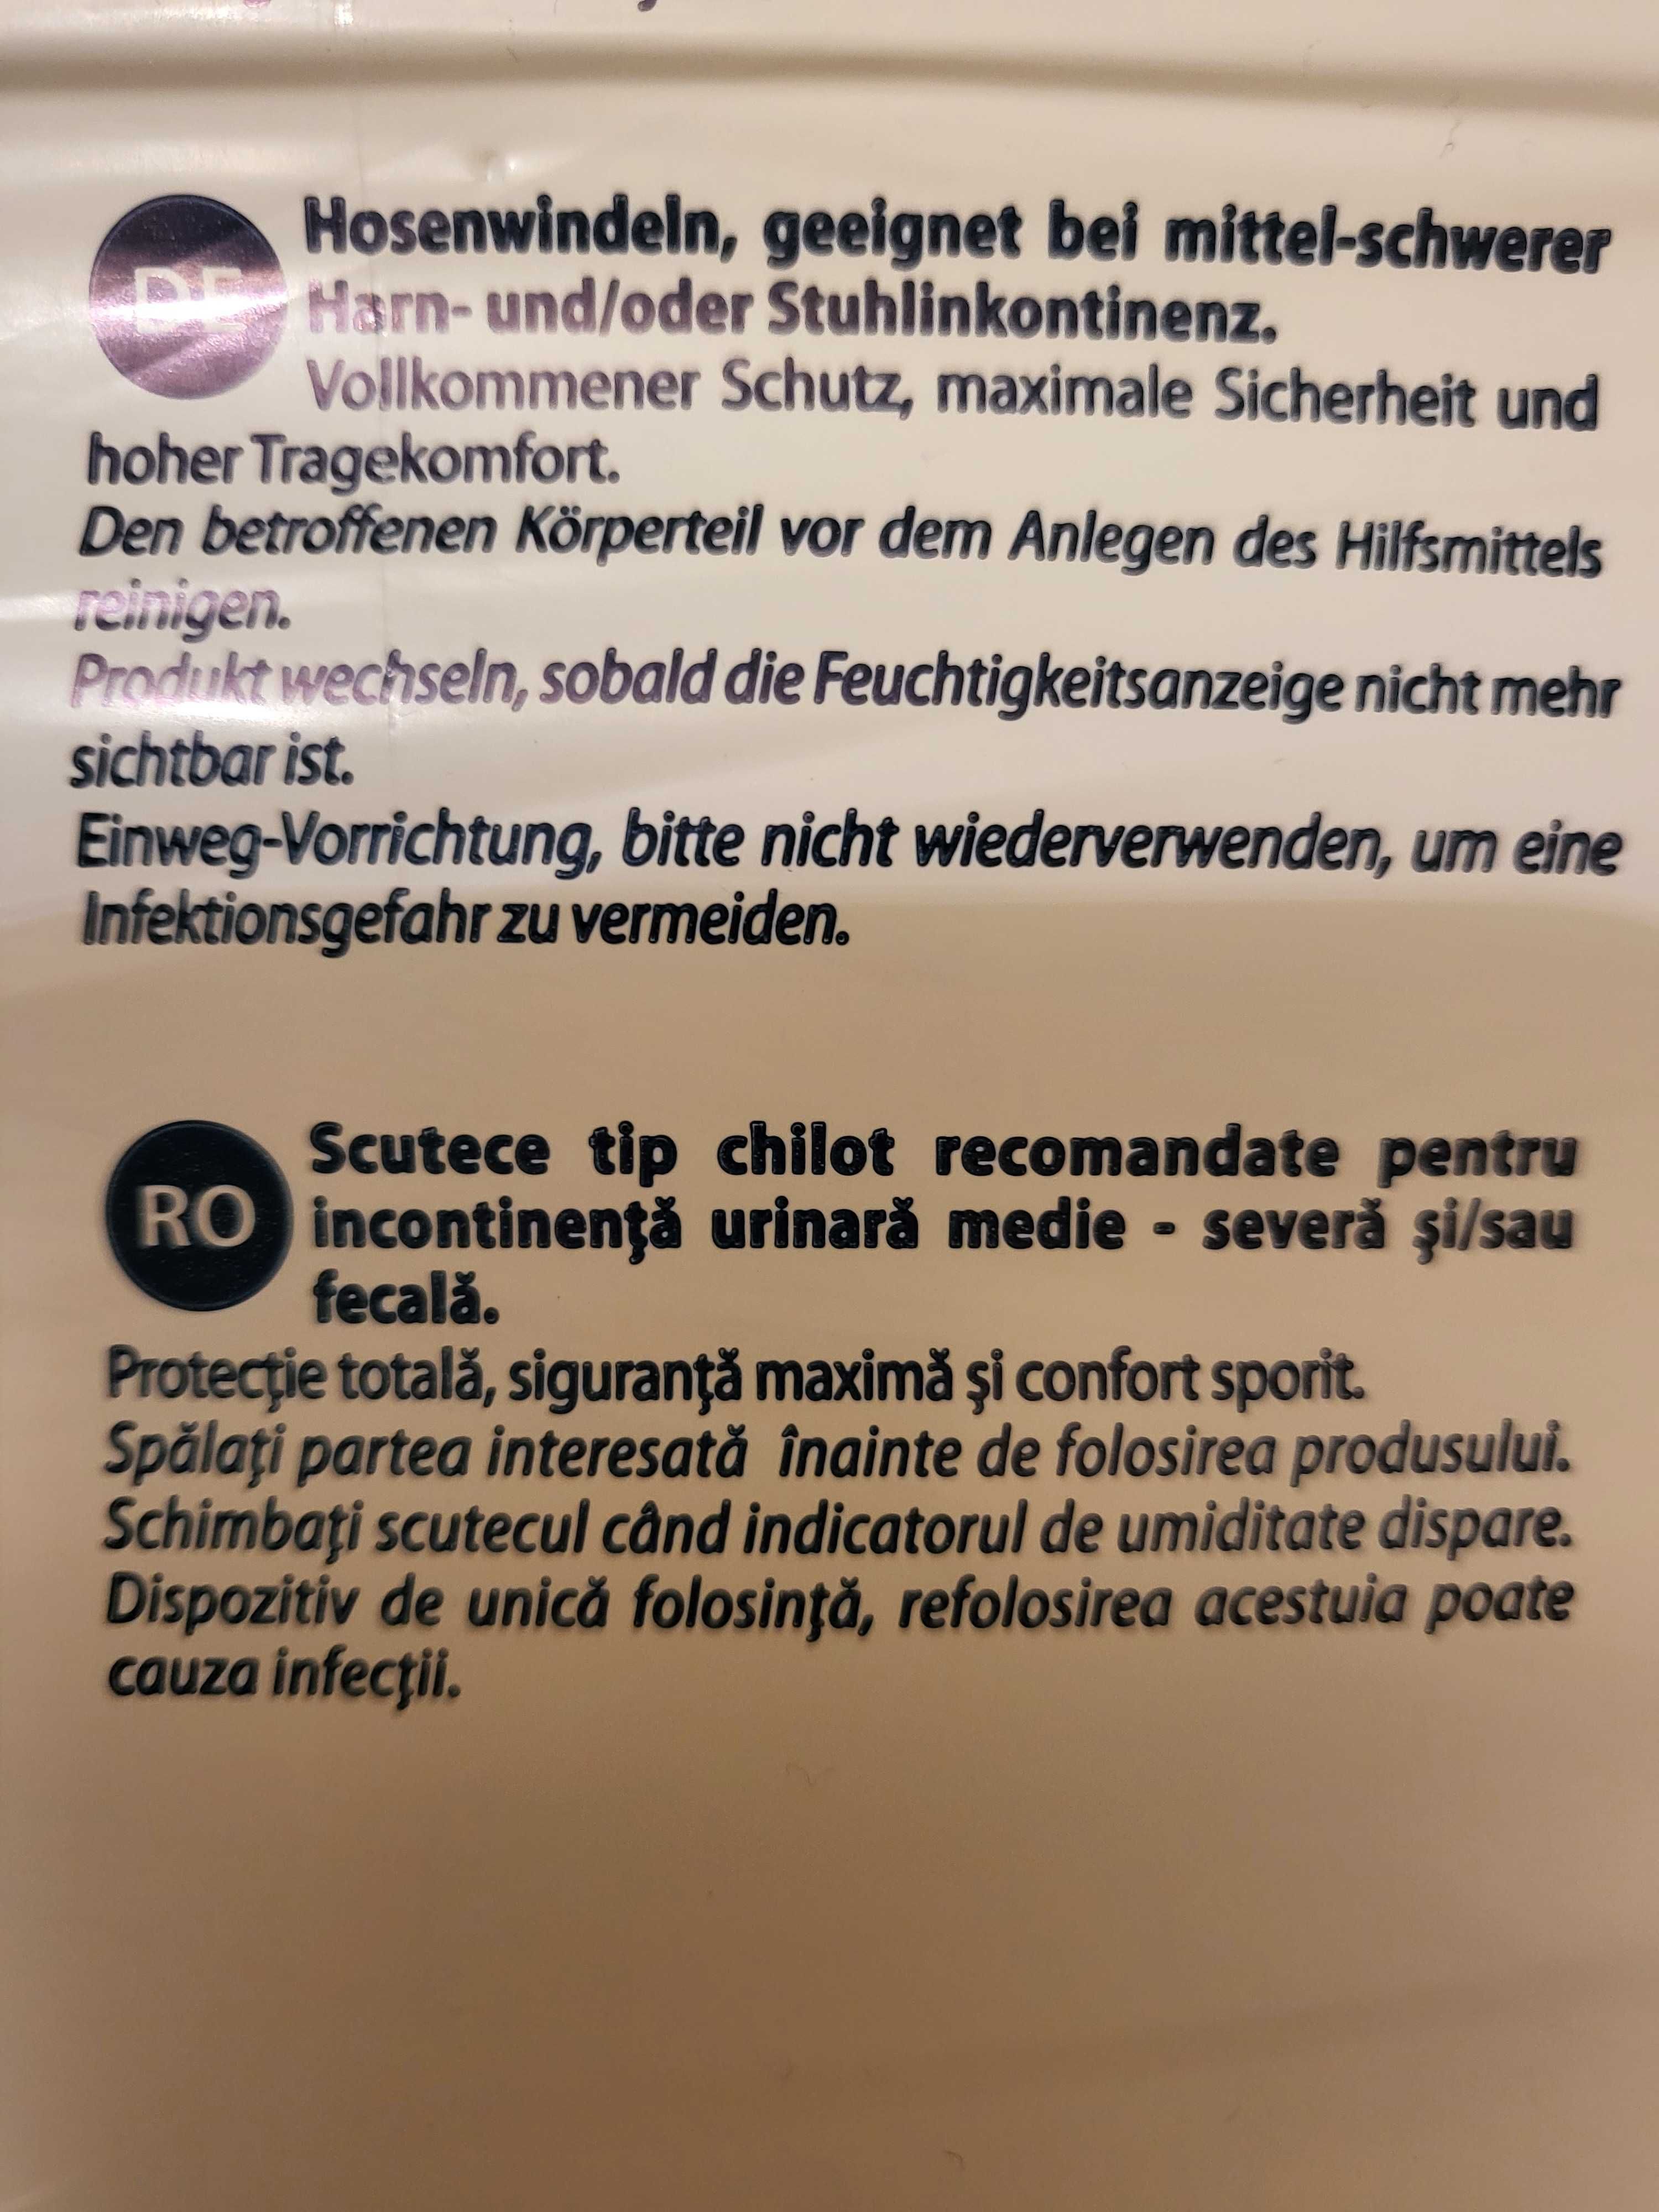 DE
Hosenwindeln, geeignet bei mittel-schwerer
Harn- und/oder Stuhlinkontinenz.
Vollkommener Schutz, maximale Sicherheit und
hoher Tragekomfort.
Den betroffenen Körperteil vor dem Anlegen des Hilfsmittels
reinigen.
Produkt wechseln, sobald die Feuchtigkeitsanzeige nicht mehr
sichtbar ist.
Einweg-Vorrichtung, bitte nicht wiederverwenden, um eine
Infektionsgefahr zu vermeiden.
RO
Scutece tip chilot recomandate pentru
incontinenţă urinară medie - severă şi/sau
fecală.
Protecţie totală, siguranţă maximă şi confort sporit.
Spălaţi partea interesată înainte de folosirea produsului.
Schimbaţi scutecul când indicatorul de umiditate dispare.
Dispozitiv de unică folosinţă, refolosirea acestuia poate
cauza infecţii.